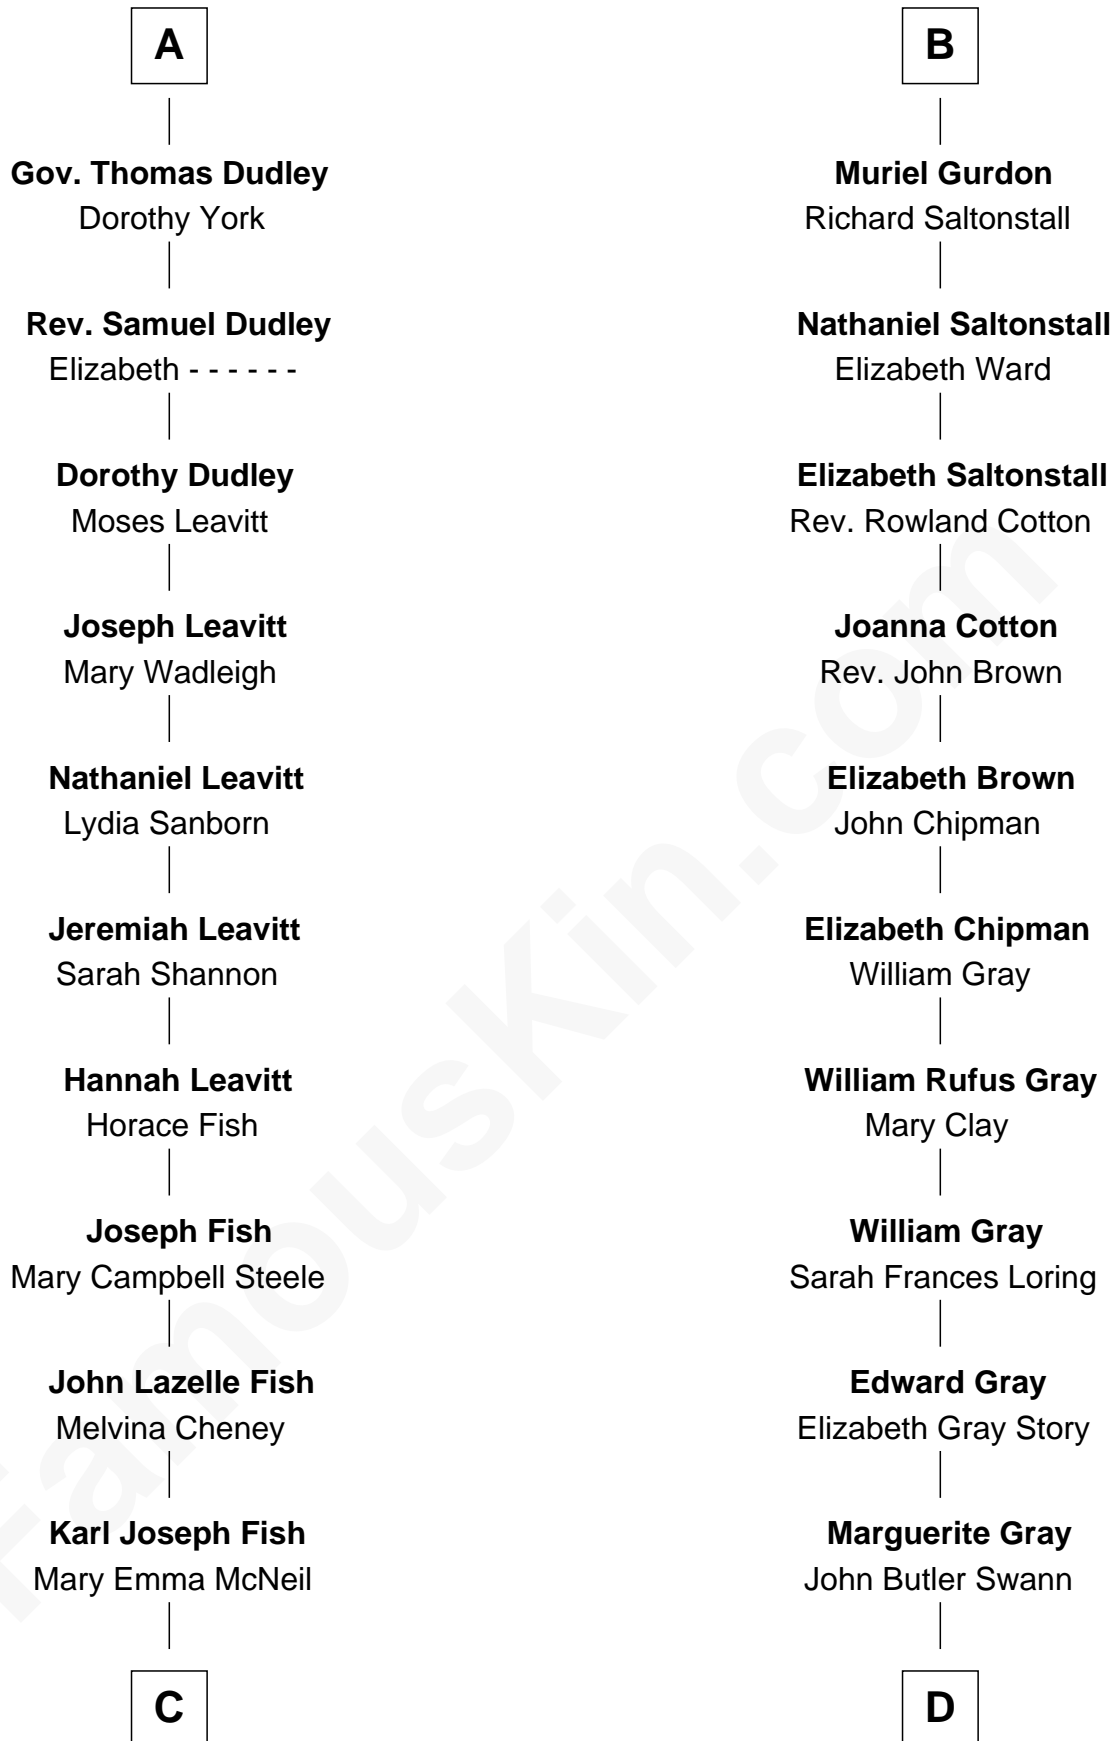 A
Gov. Thomas Dudley
Dorothy York
Rev. Samuel Dudley
Elizabeth - - - - - -
Dorothy Dudley
Moses Leavitt
Joseph Leavitt
Mary Wadleigh
Nathaniel Leavitt
Lydia Sanborn
Jeremiah Leavitt
Sarah Shannon
Hannah Leavitt
Horace Fish
Joseph Fish
Mary Campbell Steele
John Lazelle Fish
Melvina Cheney
Karl Joseph Fish
Mary Emma McNeil
C
B
Muriel Gurdon
Richard Saltonstall
Nathaniel Saltonstall
Elizabeth Ward
Elizabeth Saltonstall
Rev. Rowland Cotton
Joanna Cotton
Rev. John Brown
Elizabeth Brown
John Chipman
Elizabeth Chipman
William Gray
William Rufus Gray
Mary Clay
William Gray
Sarah Frances Loring
Edward Gray
Elizabeth Gray Story
Marguerite Gray
John Butler Swann
D
FamousKin.com